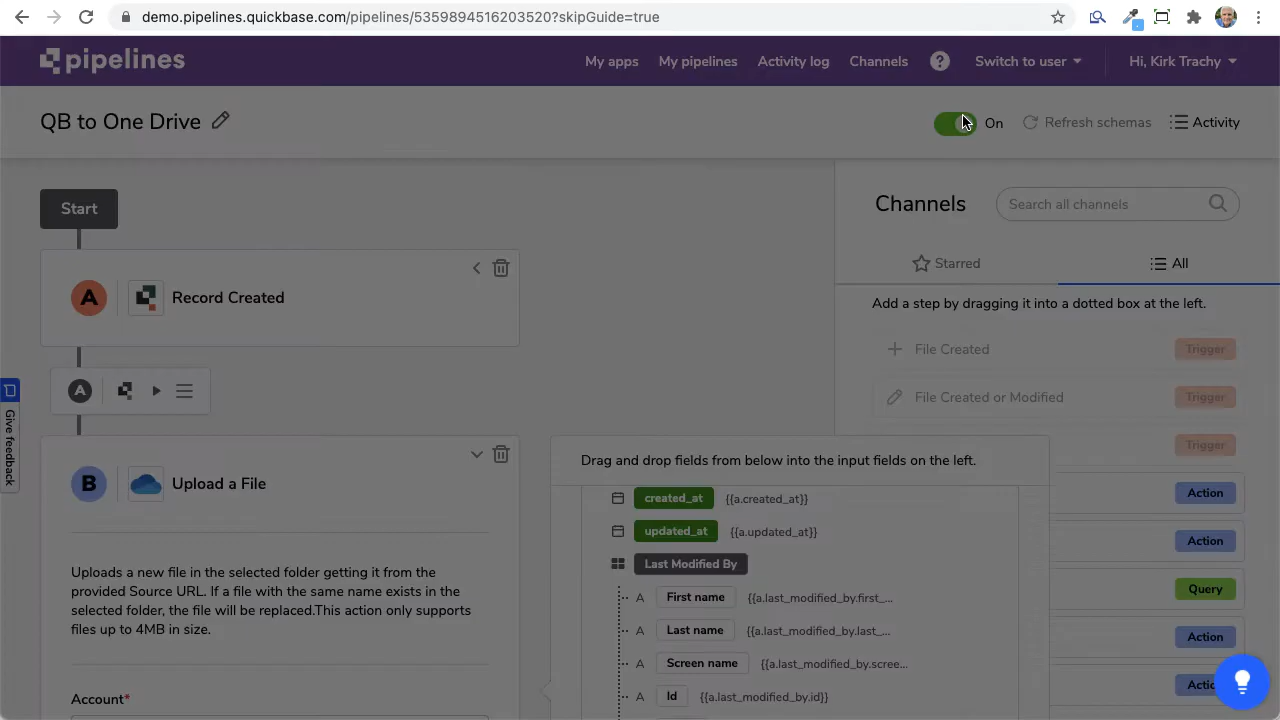 demo.pipelines.quickbase.com/pipelines/5359894516203520?skipGuide=true
pipelines
My apps
My pipelines
Activity log
Channels
?
Switch to user
Hi, Kirk Trachy
QB to One Drive
On
Refresh schemas
Activity
Start
A
Record Created
A
B
Upload a File
Uploads a new file in the selected folder getting it from the
provided Source URL. If a file with the same name exists in the
selected folder, the file will be replaced.This action only supports
files up to 4MB in size.
Account*
Give feedback
Drag and drop fields from below into the input fields on the left.
created_at {{a.created_at}}
updated_at {{a.updated_at}}
Last Modified By
A First name {{a.last_modified_by.first_...
A Last name {{a.last_modified_by.last_...
A Screen name {{a.last_modified_by.scree...
A Id {{a.last_modified_by.id}}
Channels
Search all channels
Starred
All
Add a step by dragging it into a dotted box at the left.
File Created
Trigger
File Created or Modified
Trigger
Trigger
Action
Action
Query
Action